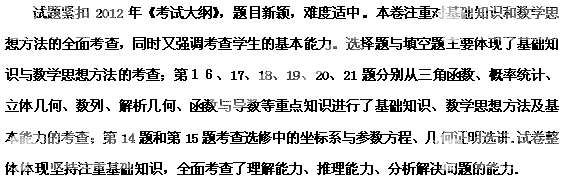 试题紧扣 2012 年《考试大纲》，题目新颖，难度适中。本卷注重对基础知识和数学思
想方法的全面考查，同时又强调考查学生的基本能力。选择题与填空题主要体现了基础知
识与数学思想方法的考查；第１６、17、18、19、20、21 题分别从三角函数、概率统计、
立体几何、数列、解析几何、函数与导数等重点知识进行了基础知识、数学思想方法及基
本能力的考查；第 14 题和第 15 题考查选修中的坐标系与参数方程、几何证明选讲.试卷整
体体现坚持注重基础知识，全面考查了理解能力、推理能力、分析解决问题的能力.